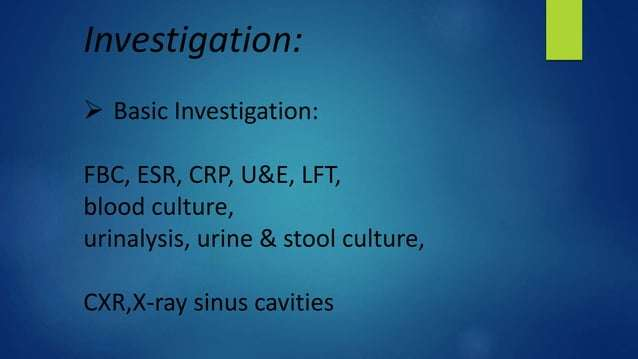 Investigation:
➢ Basic Investigation:
FBC, ESR, CRP, U&E, LFT,
blood culture,
urinalysis, urine & stool culture,
CXR,X-ray sinus cavities